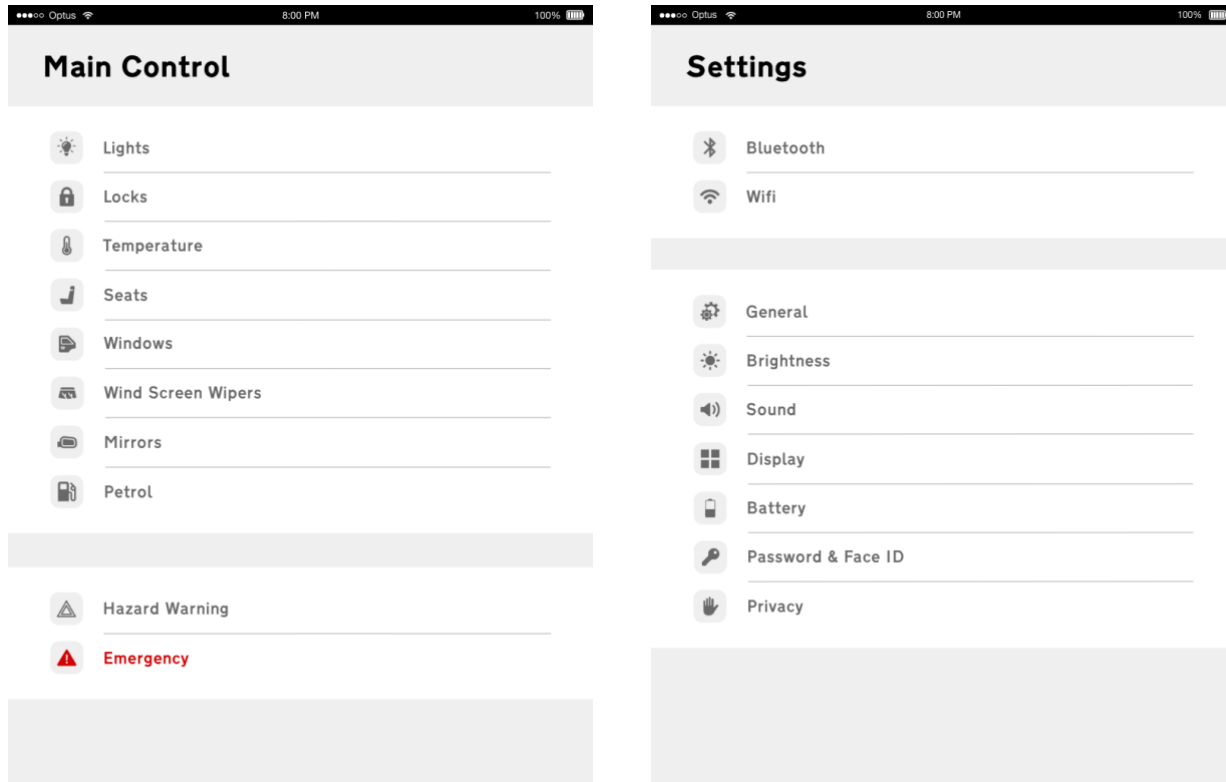 Optus 8:00 PM 100%
Main Control
Lights
Locks
Temperature
Seats
Windows
Wind Screen Wipers
Mirrors
Petrol
Hazard Warning
Emergency
Optus 8:00 PM 100%
Settings
Bluetooth
Wifi
General
Brightness
Sound
Display
Battery
Password & Face ID
Privacy